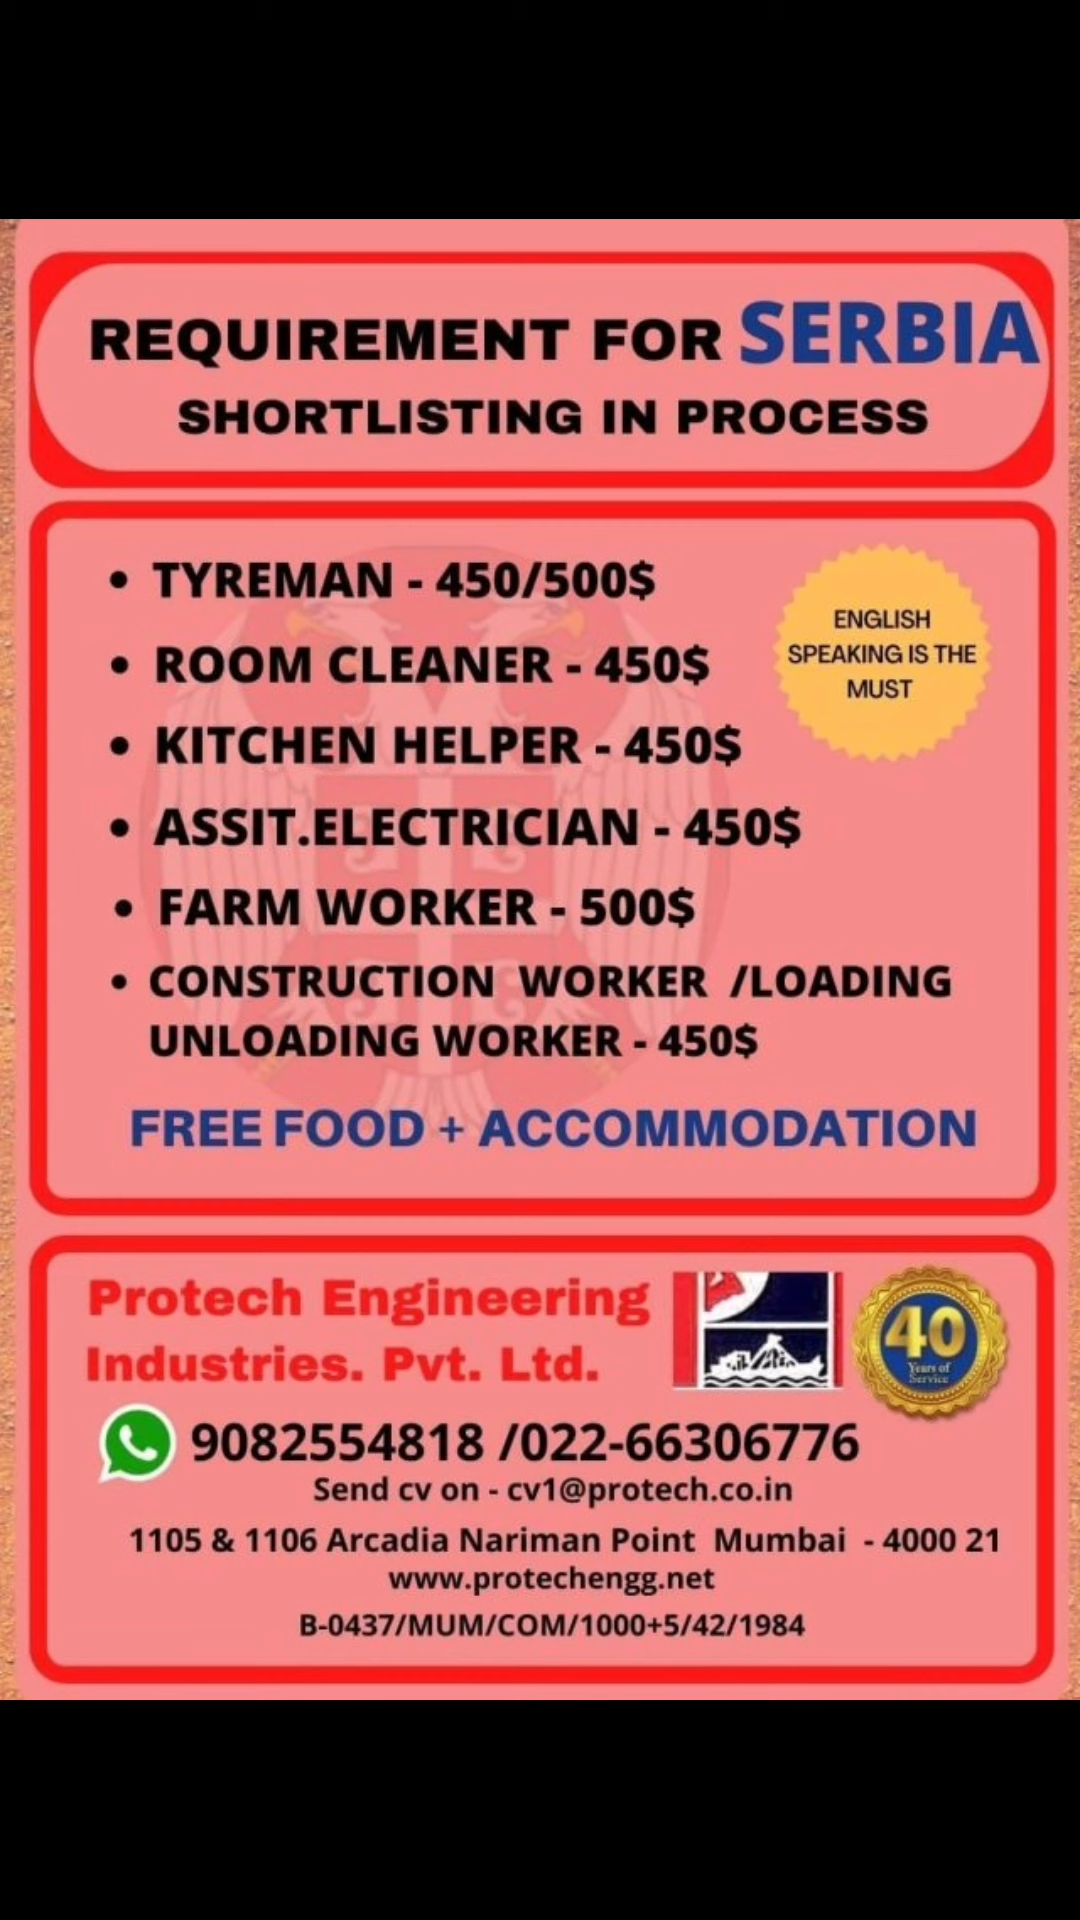 REQUIREMENT FOR SERBIA
SHORTLISTING IN PROCESS
• TYREMAN - 450/500$
• ROOM CLEANER - 450$
• KITCHEN HELPER - 450$
• ASSIT.ELECTRICIAN - 450$
• FARM WORKER - 500$
• CONSTRUCTION WORKER /LOADING
UNLOADING WORKER - 450$
ENGLISH
SPEAKING IS THE
MUST
FREE FOOD + ACCOMMODATION
Protech Engineering
Industries. Pvt. Ltd.
40
Years of
Service
9082554818 /022-66306776
Send cv on - cv1@protech.co.in
1105 & 1106 Arcadia Nariman Point Mumbai - 4000 21
www.protechengg.net
B-0437/MUM/COM/1000+5/42/1984